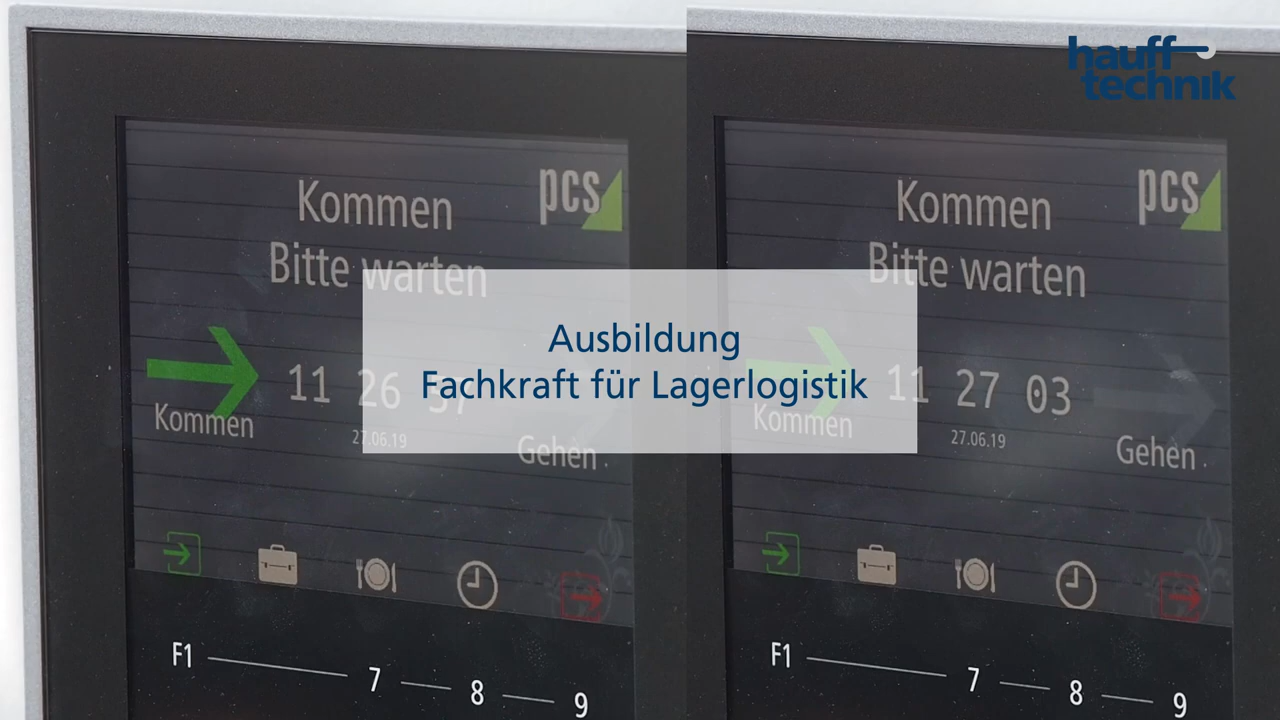 hauff
technik
pcs
Kommen
Bitte warten
11 26
Kommen
27.06.19
Gehen
F1
7
8
9
pcs
Kommen
Bitte warten
11 27 03
Kommen
27.06.19
Gehen
F1
7
8
9
Ausbildung
Fachkraft für Lagerlogistik